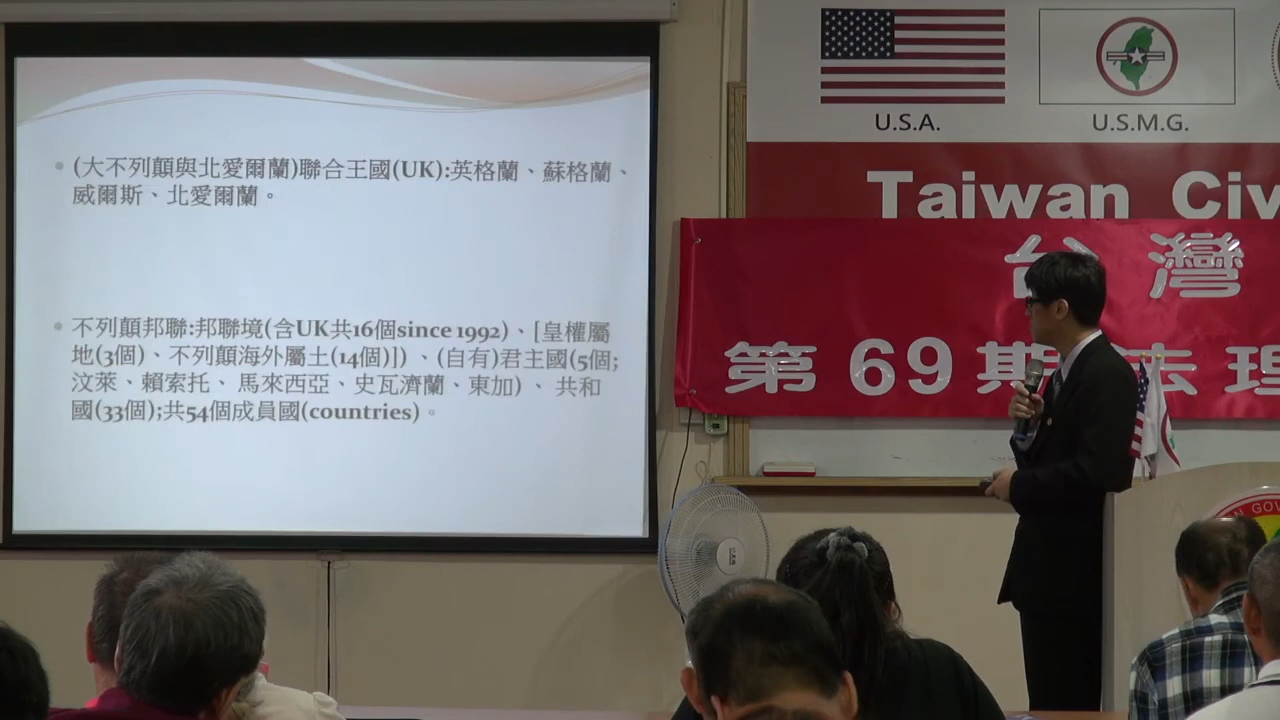 (大不列顛與北愛爾蘭)聯合王國(UK):英格蘭、蘇格蘭、
威爾斯、北愛爾蘭。
不列顛邦聯:邦聯境(含UK共16個since 1992)、[皇權屬
地(3個)、不列顛海外屬土(14個)])、(自有)君主國(5個;
汶萊、賴索托、馬來西亞、史瓦濟蘭、東加)、共和
國(33個);共54個成員國(countries)。
U.S.A.
U.S.M.G.
Taiwan Civ
台灣
第69期法理